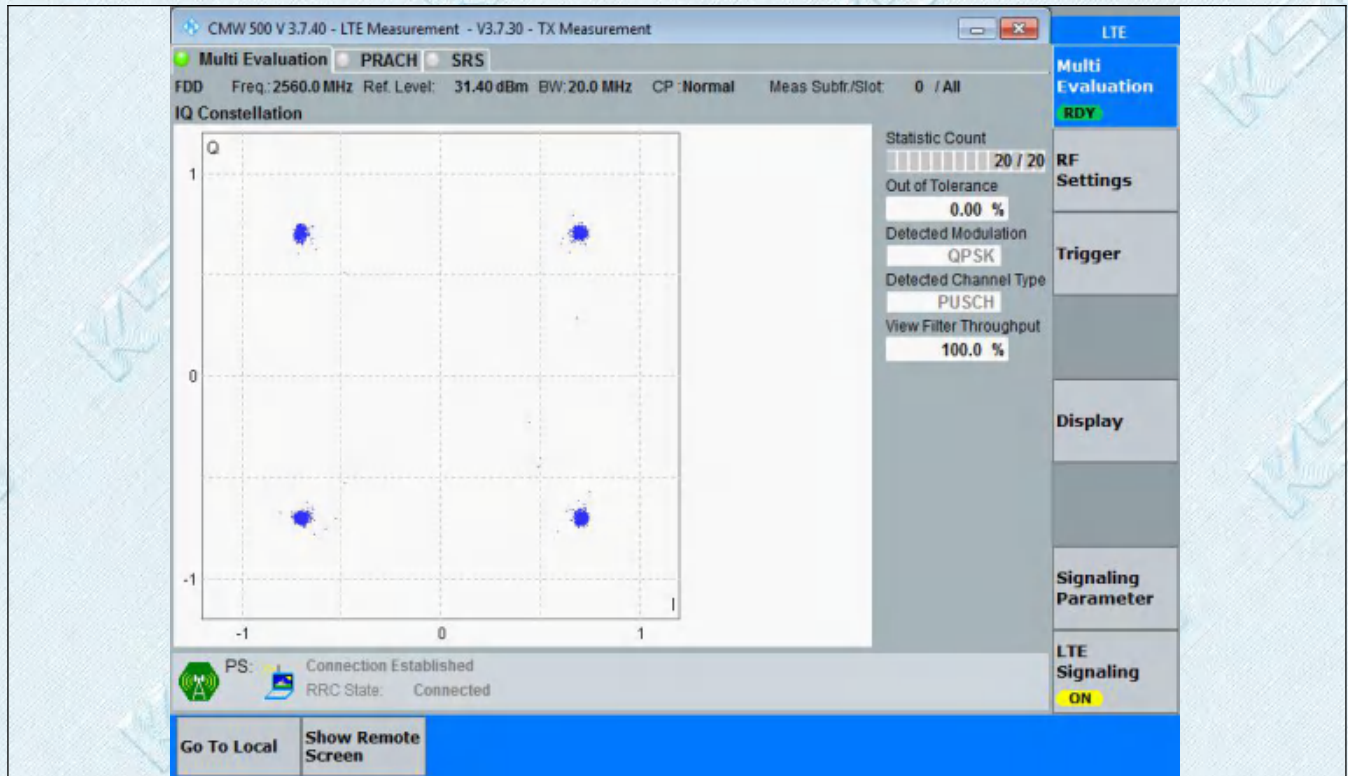 CMW 500 V 3.7.40 - LTE Measurement - V3.7.30 - TX Measurement
LTE
Multi Evaluation PRACH SRS
FDD Freq.: 2560.0 MHz Ref. Level: 31.40 dBm BW: 20.0 MHz CP :Normal Meas Subfr./Slot: 0 / All
IQ Constellation
Q
1
0
-1
-1 0 1
I
Statistic Count
20 / 20
Out of Tolerance
0.00 %
Detected Modulation
QPSK
Detected Channel Type
PUSCH
View Filter Throughput
100.0 %
Multi
Evaluation
RDY
RF
Settings
Trigger
Display
Signaling
Parameter
LTE
Signaling
ON
PS: Connection Established
RRC State: Connected
Go To Local
Show Remote
Screen